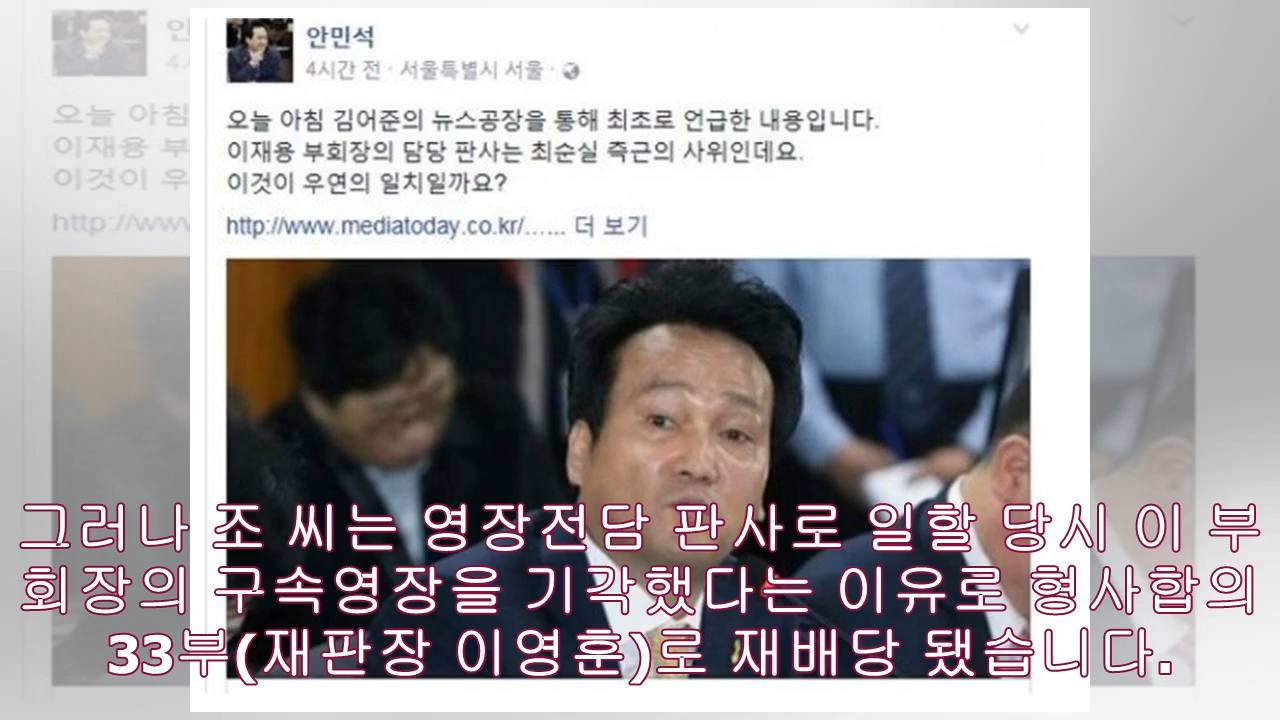 안민석
4시간 전 · 서울특별시 서울 ·
오늘 아침 김어준의 뉴스공장을 통해 최초로 언급한 내용입니다.
이재용 부회장의 담당 판사는 최순실 측근의 사위인데요.
이것이 우연의 일치일까요?
http://www.mediatoday.co.kr/…... 더 보기
그러나 조 씨는 영장전담 판사로 일할 당시 이 부
회장의 구속영장을 기각했다는 이유로 형사합의
33부(재판장 이영훈)로 재배당 됐습니다.